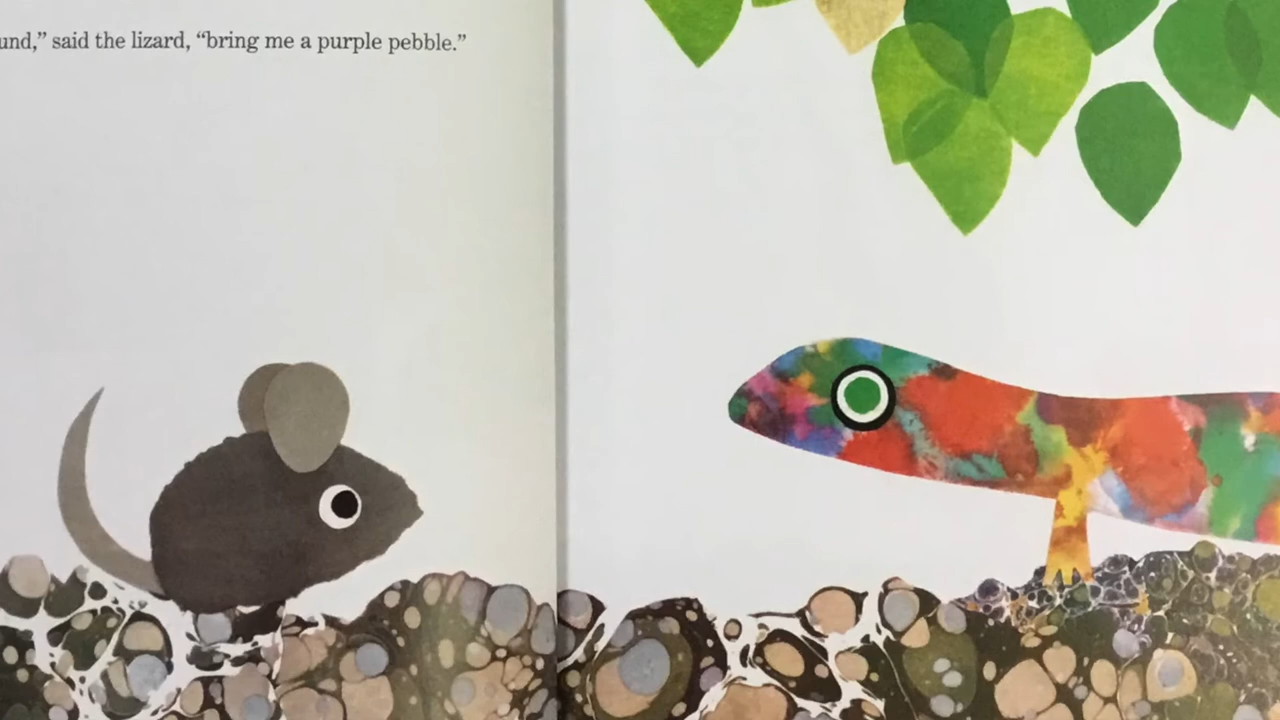 und,” said the lizard, “bring me a purple pebble.”